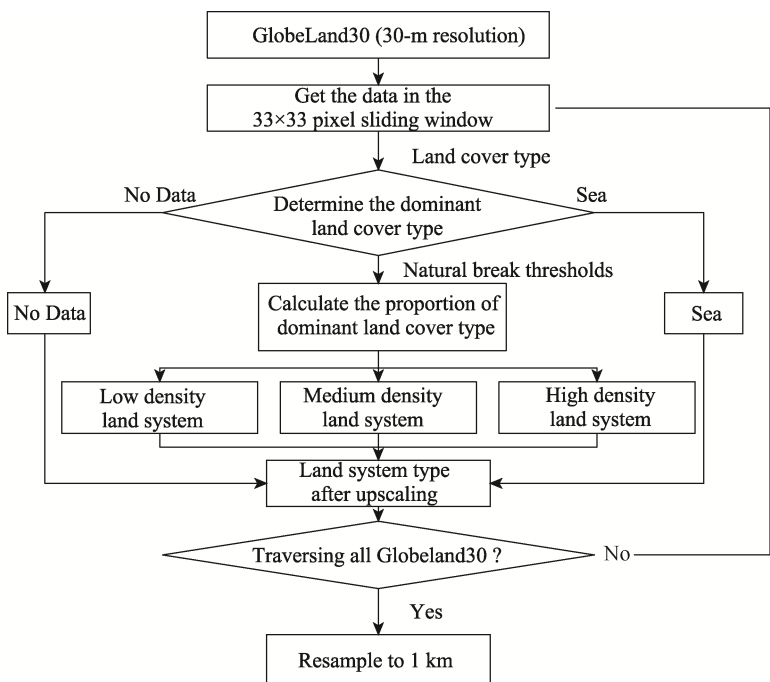 GlobeLand30 (30-m resolution)
Get the data in the
33×33 pixel sliding window
Land cover type
No Data
Sea
Determine the dominant
land cover type
Natural break thresholds
No Data
Calculate the proportion of
dominant land cover type
Sea
Low density
land system
Medium density
land system
High density
land system
Land system type
after upscaling
Traversing all Globeland30 ?
No
Yes
Resample to 1 km